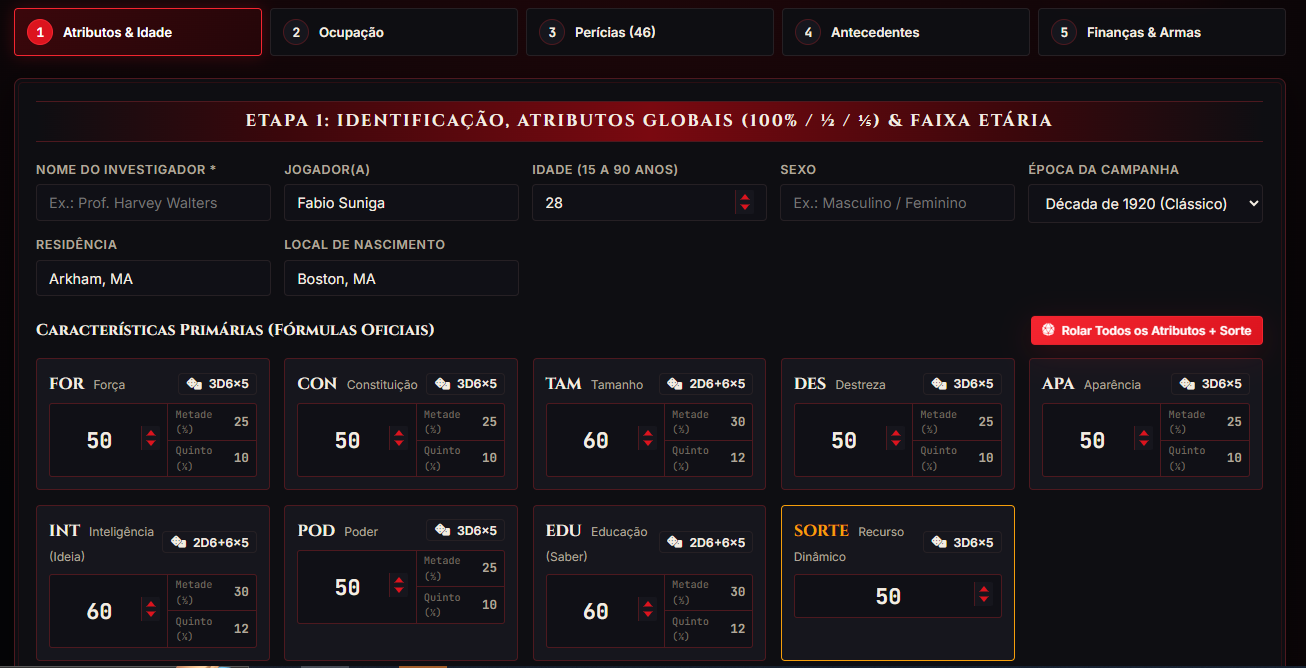 1 Atributos & Idade
2 Ocupação
3 Perícias (46)
4 Antecedentes
5 Finanças & Armas
ETAPA 1: IDENTIFICAÇÃO, ATRIBUTOS GLOBAIS (100% / ½ / ⅕) & FAIXA ETÁRIA
NOME DO INVESTIGADOR *
Ex.: Prof. Harvey Walters
JOGADOR(A)
Fabio Suniga
IDADE (15 A 90 ANOS)
28
SEXO
Ex.: Masculino / Feminino
ÉPOCA DA CAMPANHA
Década de 1920 (Clássico)
RESIDÊNCIA
Arkham, MA
LOCAL DE NASCIMENTO
Boston, MA
Características Primárias (Fórmulas Oficiais)
Rolar Todos os Atributos + Sorte
FOR Força 3D6×5
50
Metade (%) 25
Quinto (%) 10
CON Constituição 3D6×5
50
Metade (%) 25
Quinto (%) 10
TAM Tamanho 2D6+6×5
60
Metade (%) 30
Quinto (%) 12
DES Destreza 3D6×5
50
Metade (%) 25
Quinto (%) 10
APA Aparência 3D6×5
50
Metade (%) 25
Quinto (%) 10
INT Inteligência (Ideia) 2D6+6×5
60
Metade (%) 30
Quinto (%) 12
POD Poder 3D6×5
50
Metade (%) 25
Quinto (%) 10
EDU Educação (Saber) 2D6+6×5
60
Metade (%) 30
Quinto (%) 12
SORTE Recurso Dinâmico 3D6×5
50